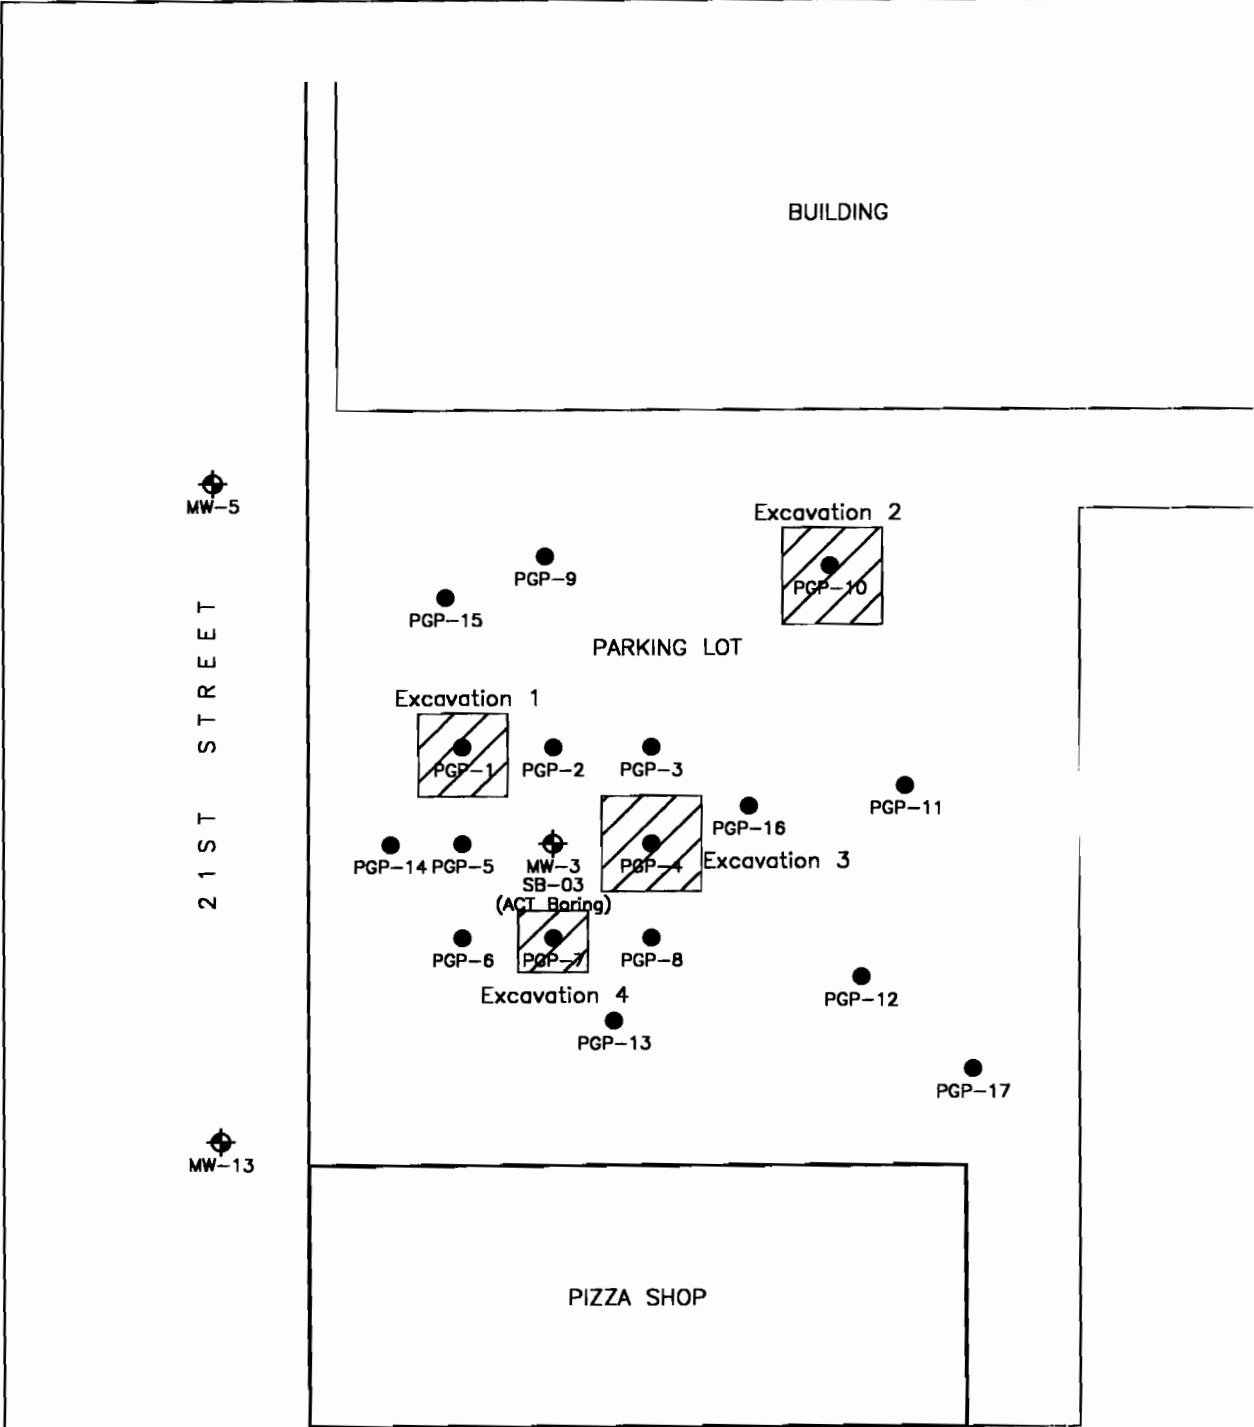 BUILDING
MW-5
Excavation 2
PGP-9
PGP-10
PGP-15
21ST STREET
PARKING LOT
Excavation 1
PGP-1
PGP-2
PGP-3
PGP-11
PGP-16
PGP-14
PGP-5
MW-3
PGP-4
Excavation 3
SB-03
(ACT Boring)
PGP-6
PGP-7
PGP-8
Excavation 4
PGP-12
PGP-13
PGP-17
MW-13
PIZZA SHOP